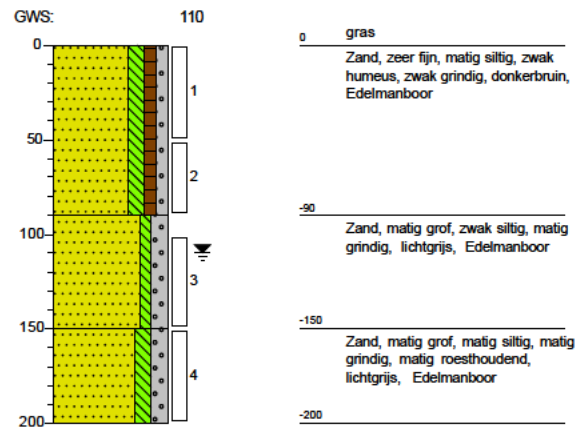 GWS: 110
0
50
100
150
200
1
2
3
4
0 gras
Zand, zeer fijn, matig siltig, zwak
humeus, zwak grindig, donkerbruin,
Edelmanboor
-90
Zand, matig grof, zwak siltig, matig
grindig, lichtgrijs, Edelmanboor
-150
Zand, matig grof, matig siltig, matig
grindig, matig roesthoudend,
lichtgrijs, Edelmanboor
-200